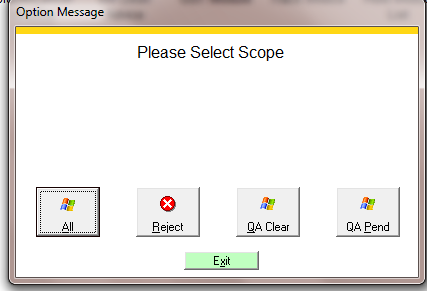 Option Message
Please Select Scope
All
Reject
QA Clear
QA Pend
Exit